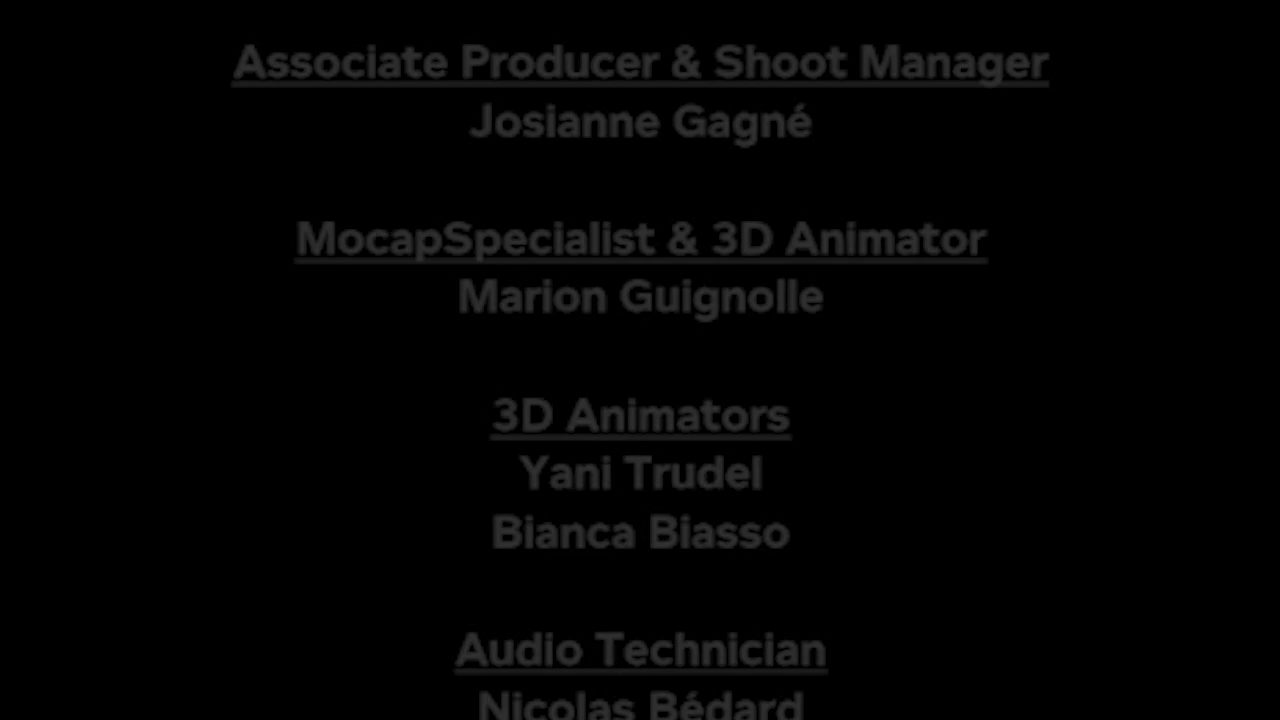 Associate Producer & Shoot Manager
Josianne Gagné
MocapSpecialist & 3D Animator
Marion Guignolle
3D Animators
Yani Trudel
Bianca Biasso
Audio Technician
Nicolas Bédard